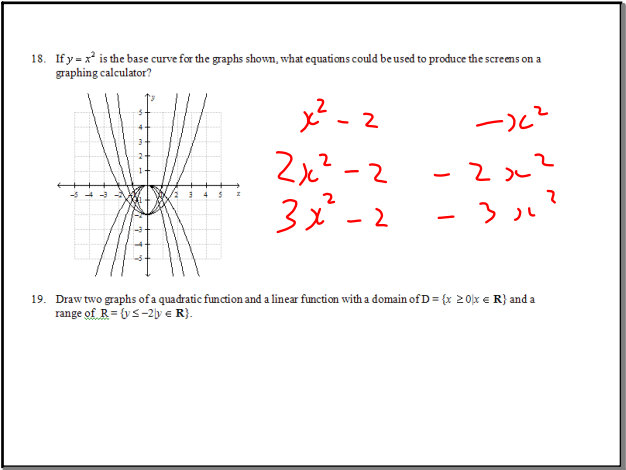 18. If y = x² is the base curve for the graphs shown, what equations could be used to produce the screens on a
graphing calculator?
y
5
4
3
2
1
-5 -4 -3 -2 2 3 4 5 x
-1
-2
-3
-4
-5
x² - 2 -x²
2x² - 2 - 2x²
3x² - 2 - 3x²
19. Draw two graphs of a quadratic function and a linear function with a domain of D = {x ≥ 0|x ∈ R} and a
range of R = {y ≤ -2|y ∈ R}.